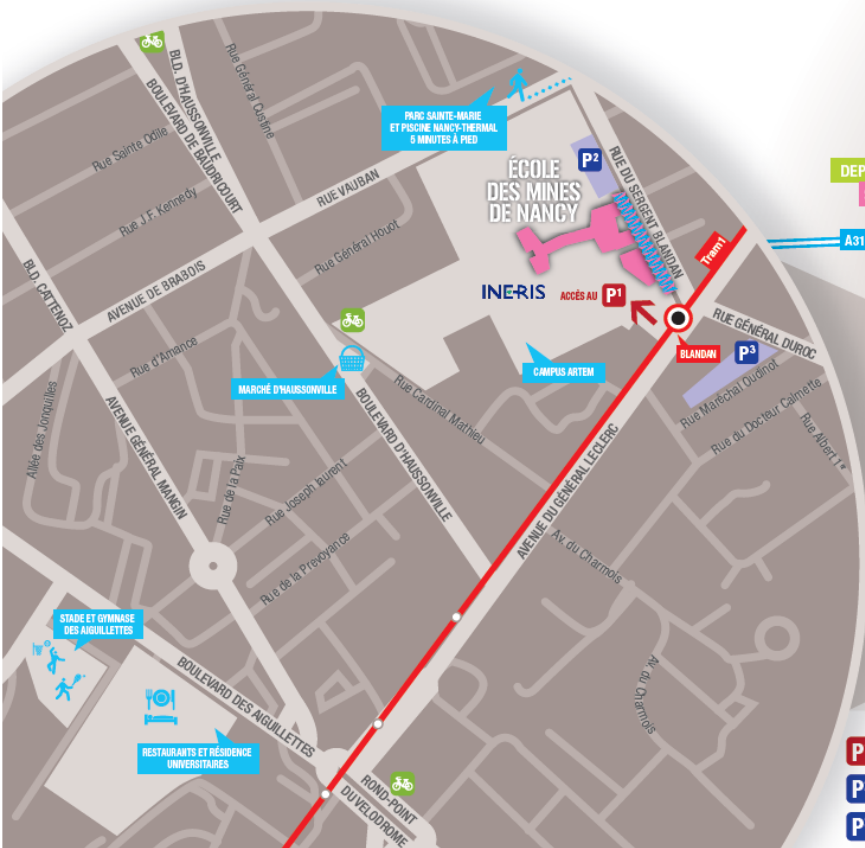 BLD. D'HAUSSONVILLE
BOULEVARD DE BAUDRICOURT
Rue Général Custine
PARC SAINTE-MARIE
ET PISCINE NANCY-THERMAL
5 MINUTES À PIED
Rue Sainte Odile
RUE VAUBAN
ÉCOLE
DES MINES
DE NANCY
P2
RUE DU SERGENT BLANDAN
DEP
A31
Rue J.F. Kennedy
Rue Général Houot
Tram1
BLD. CATTENOZ
AVENUE DE BRABOIS
INERIS
ACCÈS AU P1
RUE GÉNÉRAL DUROC
BLANDAN
P3
Rue d'Amance
MARCHÉ D'HAUSSONVILLE
CAMPUS ARTEM
Rue Cardinal Mathieu
Rue Maréchal Oudinot
Rue du Docteur Calmette
Rue Albert 1er
Allée des Jonquilles
AVENUE GÉNÉRAL MANGIN
BOULEVARD D'HAUSSONVILLE
AVENUE DU GÉNÉRAL LECLERC
Rue de la Paix
Rue Joseph laurent
Rue de la Prevoyance
Av. du Charmois
Av. du Charmois
STADE ET GYMNASE
DES AIGUILLETTES
BOULEVARD DES AIGUILLETTES
RESTAURANTS ET RÉSIDENCE
UNIVERSITAIRES
ROND-POINT
DU VELODROME
P
P
P